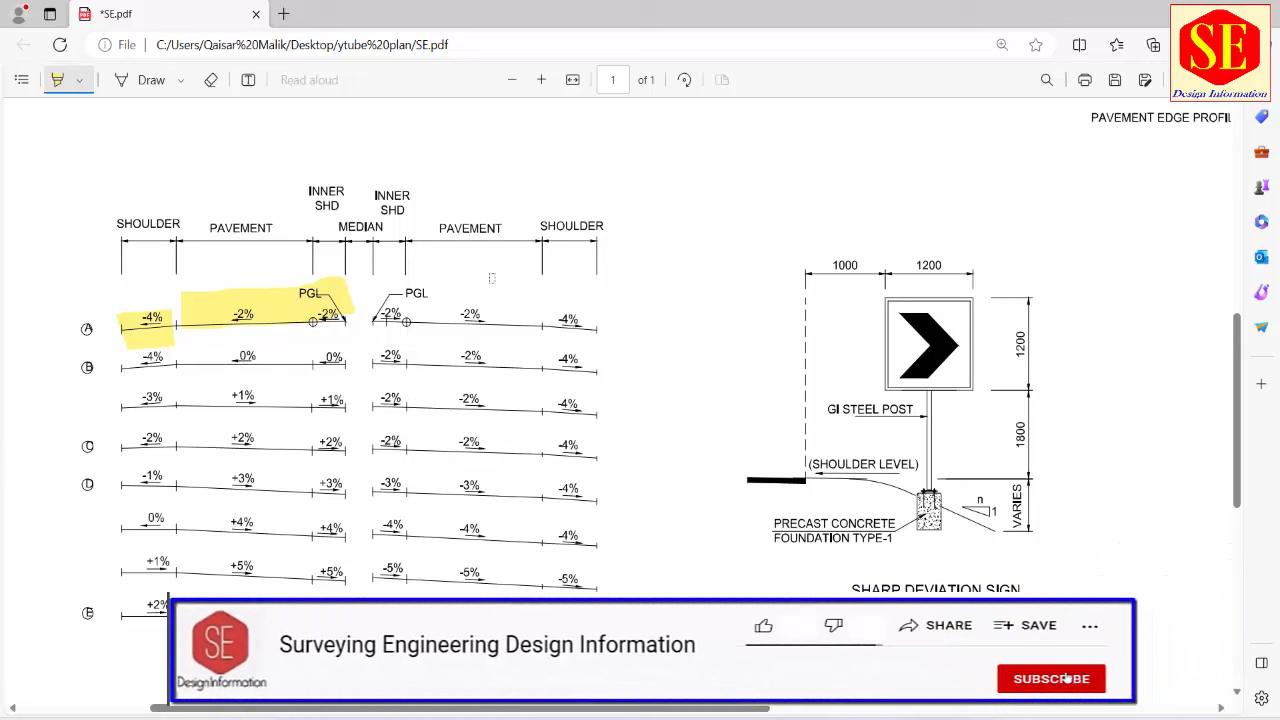 *SE.pdf
File
C:/Users/Qaisar%20Malik/Desktop/ytube%20plan/SE.pdf
SE
Design Information
Draw
Read aloud
1
of 1
PAVEMENT EDGE PROFIL
INNER
SHD
INNER
SHD
SHOULDER
PAVEMENT
MEDIAN
PAVEMENT
SHOULDER
PGL
PGL
A
-4%
-2%
-2%
-2%
-2%
-4%
B
-4%
0%
0%
-2%
-2%
-4%
-3%
+1%
+1%
-2%
-2%
-4%
C
-2%
+2%
+2%
-2%
-2%
-4%
D
-1%
+3%
+3%
-3%
-3%
-4%
0%
+4%
+4%
-4%
-4%
-4%
+1%
+5%
+5%
-5%
-5%
-5%
E
+2%
1000
1200
1200
GI STEEL POST
1800
(SHOULDER LEVEL)
n
1
VARIES
PRECAST CONCRETE
FOUNDATION TYPE-1
SHARP DEVIATION SIGN
SE
Design Information
Surveying Engineering Design Information
SHARE
SAVE
SUBSCRIBE